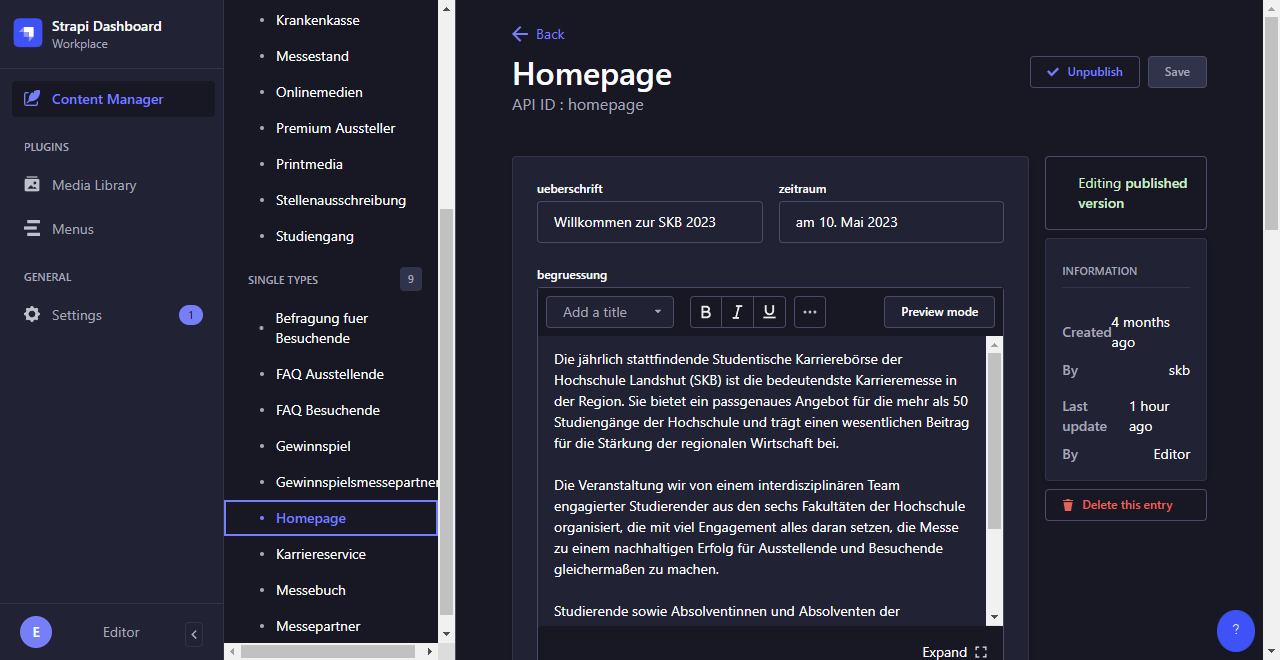 Strapi Dashboard
Workplace
Content Manager
PLUGINS
Media Library
Menus
GENERAL
Settings
1
E
Editor
Krankenkasse
Messestand
Onlinemedien
Premium Aussteller
Printmedia
Stellenausschreibung
Studiengang
SINGLE TYPES 9
Befragung fuer
Besuchende
FAQ Ausstellende
FAQ Besuchende
Gewinnspiel
Gewinnspielsmessepartner
Homepage
Karriereservice
Messebuch
Messepartner
Back
Homepage
API ID : homepage
Unpublish
Save
ueberschrift
Willkommen zur SKB 2023
zeitraum
am 10. Mai 2023
begruessung
Add a title
B I U ...
Preview mode
Die jährlich stattfindende Studentische Karrierebörse der
Hochschule Landshut (SKB) ist die bedeutendste Karrieremesse in
der Region. Sie bietet ein passgenaues Angebot für die mehr als 50
Studiengänge der Hochschule und trägt einen wesentlichen Beitrag
für die Stärkung der regionalen Wirtschaft bei.
Die Veranstaltung wir von einem interdisziplinären Team
engagierter Studierender aus den sechs Fakultäten der Hochschule
organisiert, die mit viel Engagement alles daran setzen, die Messe
zu einem nachhaltigen Erfolg für Ausstellende und Besuchende
gleichermaßen zu machen.
Studierende sowie Absolventinnen und Absolventen der
Expand
Editing published
version
INFORMATION
Created 4 months
ago
By skb
Last 1 hour
update ago
By Editor
Delete this entry
?